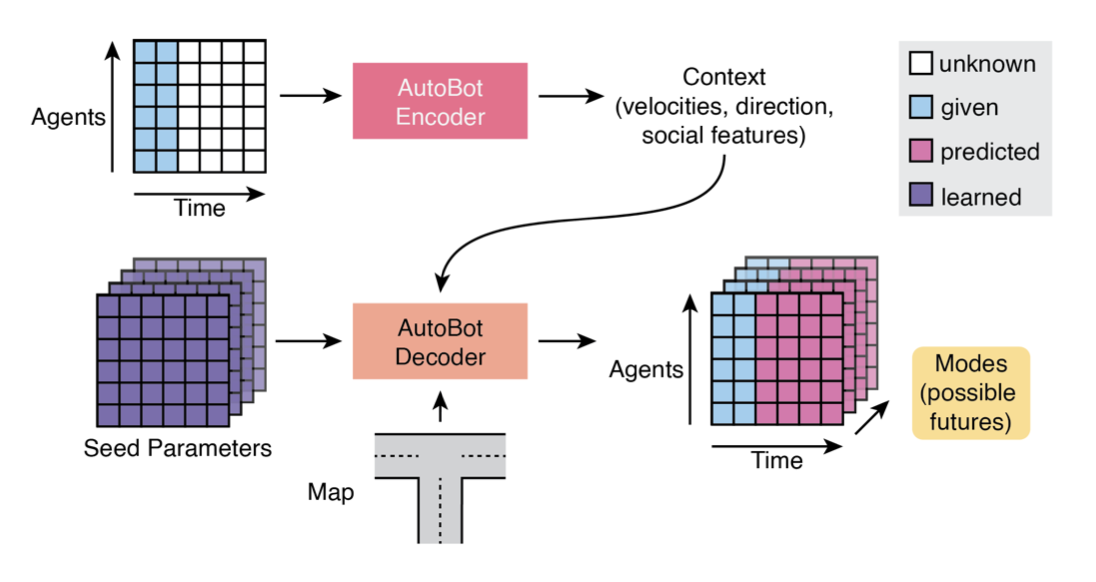 Agents
Time
AutoBot
Encoder
Context
(velocities, direction,
social features)
unknown
given
predicted
learned
Seed Parameters
AutoBot
Decoder
Map
Agents
Time
Modes
(possible
futures)